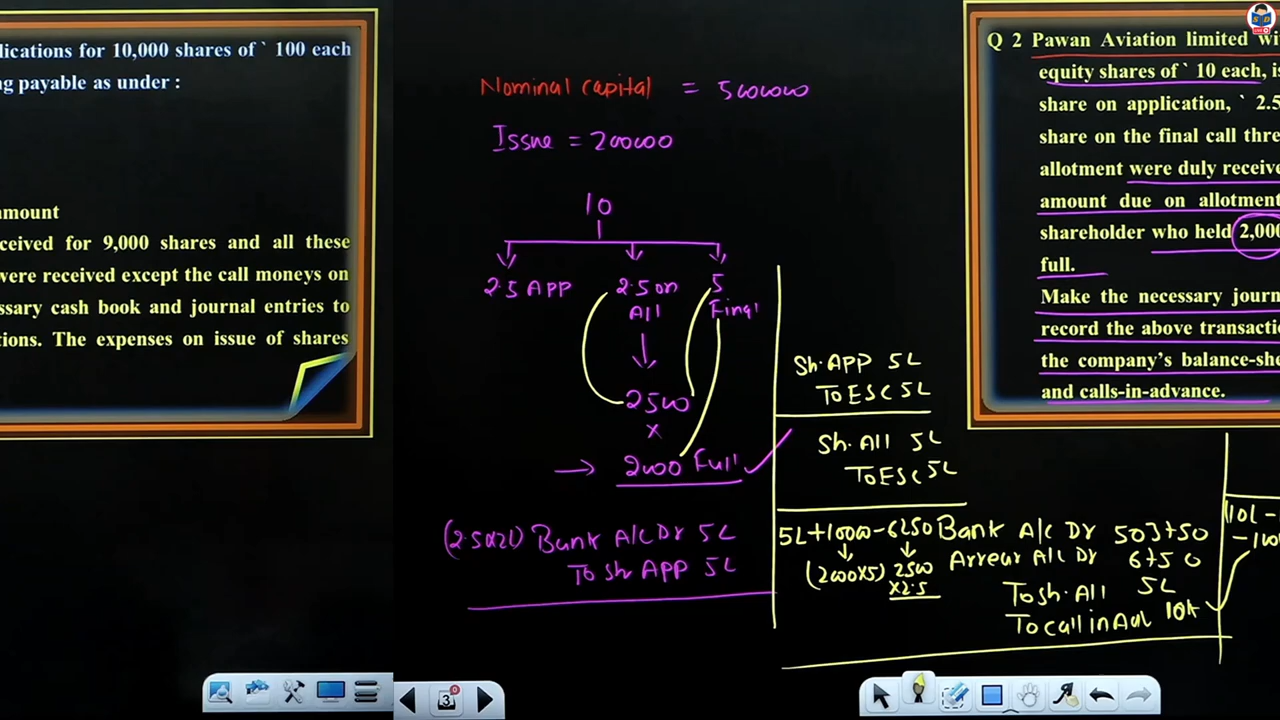 lications for 10,000 shares of ` 100 each
g payable as under :
amount
ceived for 9,000 shares and all these
were received except the call moneys on
ssary cash book and journal entries to
tions. The expenses on issue of shares
Nominal capital = 5000000
Issue = 200000
10
2.5 APP 2.5 on All 5 Final
2500
x
→ 2000 Full
(2.5x2L) Bank A/c Dr 5L
To Sh APP 5L
Sh. APP 5L
To ESC 5L
Sh. All 5L
To ESC 5L
5L+10000-6250 Bank A/c Dr 503750
(2000x5) 2500 x2.5 Arrear A/c Dr 6250
To sh. All 5L
To call in Adv 10k
Q 2 Pawan Aviation limited wi
equity shares of ` 10 each, is
share on application, ` 2.5
share on the final call thre
allotment were duly receive
amount due on allotment
shareholder who held 2,000
full.
Make the necessary journ
record the above transacti
the company's balance-she
and calls-in-advance.
10L -
3